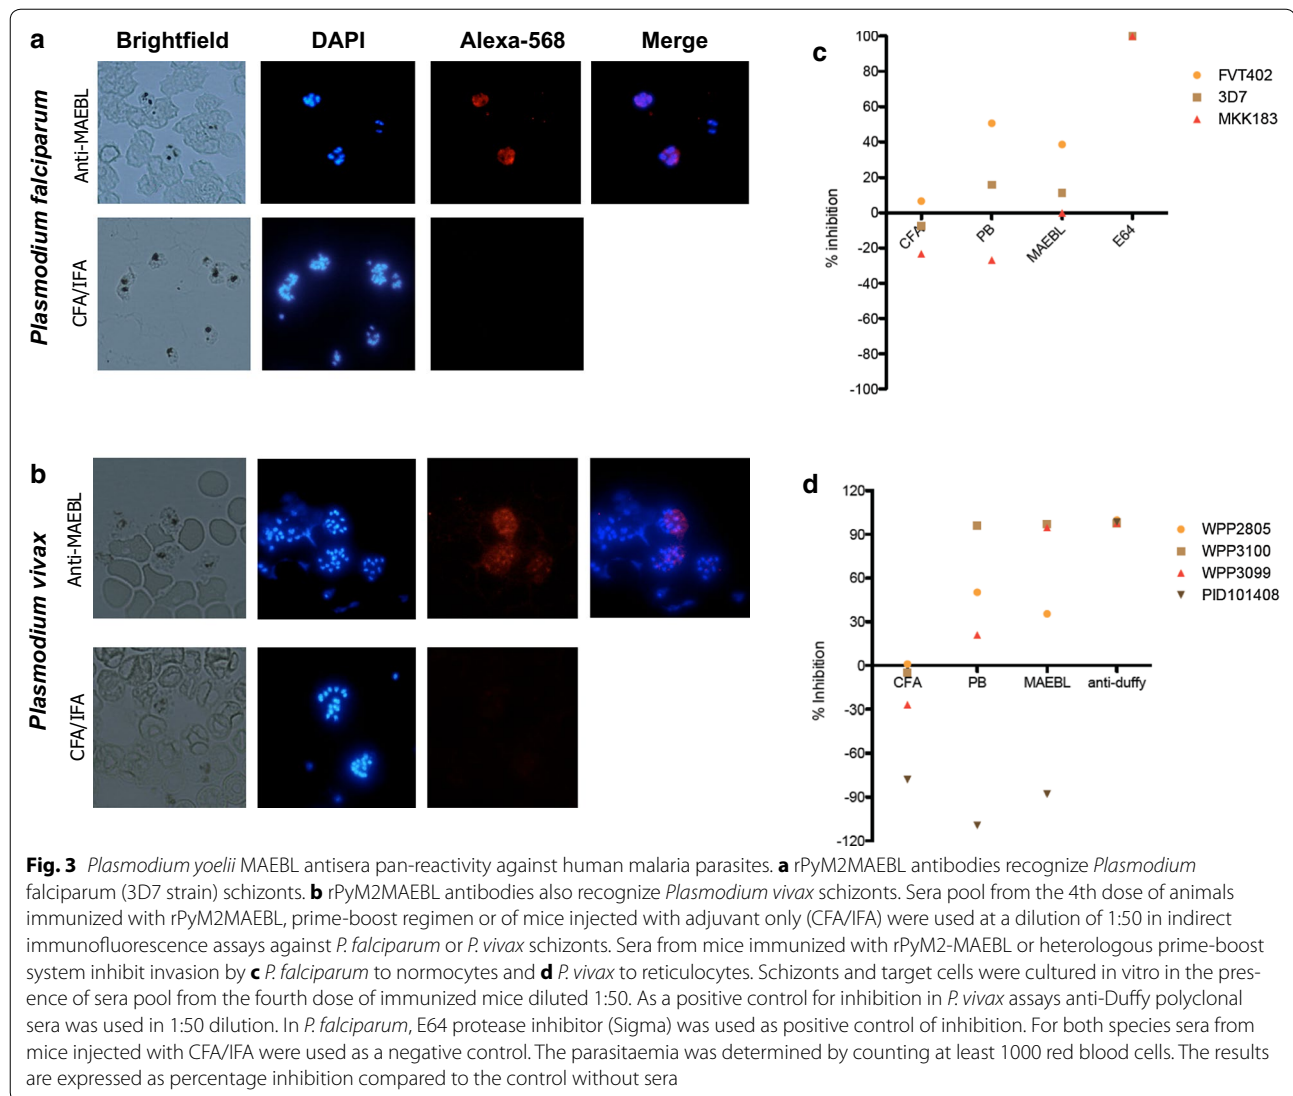 a
Brightfield DAPI Alexa-568 Merge
Plasmodium falciparum
Anti-MAEBL
CFA/IFA
b
Plasmodium vivax
Anti-MAEBL
CFA/IFA
c
100
80
60
40
20
0
-20
-40
-60
-80
-100
% inhibition
CFA PB MAEBL E64
FVT402
3D7
MKK183
d
120
90
60
30
0
-30
-60
-90
-120
% Inhibition
CFA PB MAEBL anti-duffy
WPP2805
WPP3100
WPP3099
PID101408
Fig. 3 Plasmodium yoelii MAEBL antisera pan-reactivity against human malaria parasites. a rPyM2MAEBL antibodies recognize Plasmodium
falciparum (3D7 strain) schizonts. b rPyM2MAEBL antibodies also recognize Plasmodium vivax schizonts. Sera pool from the 4th dose of animals
immunized with rPyM2MAEBL, prime-boost regimen or of mice injected with adjuvant only (CFA/IFA) were used at a dilution of 1:50 in indirect
immunofluorescence assays against P. falciparum or P. vivax schizonts. Sera from mice immunized with rPyM2-MAEBL or heterologous prime-boost
system inhibit invasion by c P. falciparum to normocytes and d P. vivax to reticulocytes. Schizonts and target cells were cultured in vitro in the pres-
ence of sera pool from the fourth dose of immunized mice diluted 1:50. As a positive control for inhibition in P. vivax assays anti-Duffy polyclonal
sera was used in 1:50 dilution. In P. falciparum, E64 protease inhibitor (Sigma) was used as positive control of inhibition. For both species sera from
mice injected with CFA/IFA were used as a negative control. The parasitaemia was determined by counting at least 1000 red blood cells. The results
are expressed as percentage inhibition compared to the control without sera